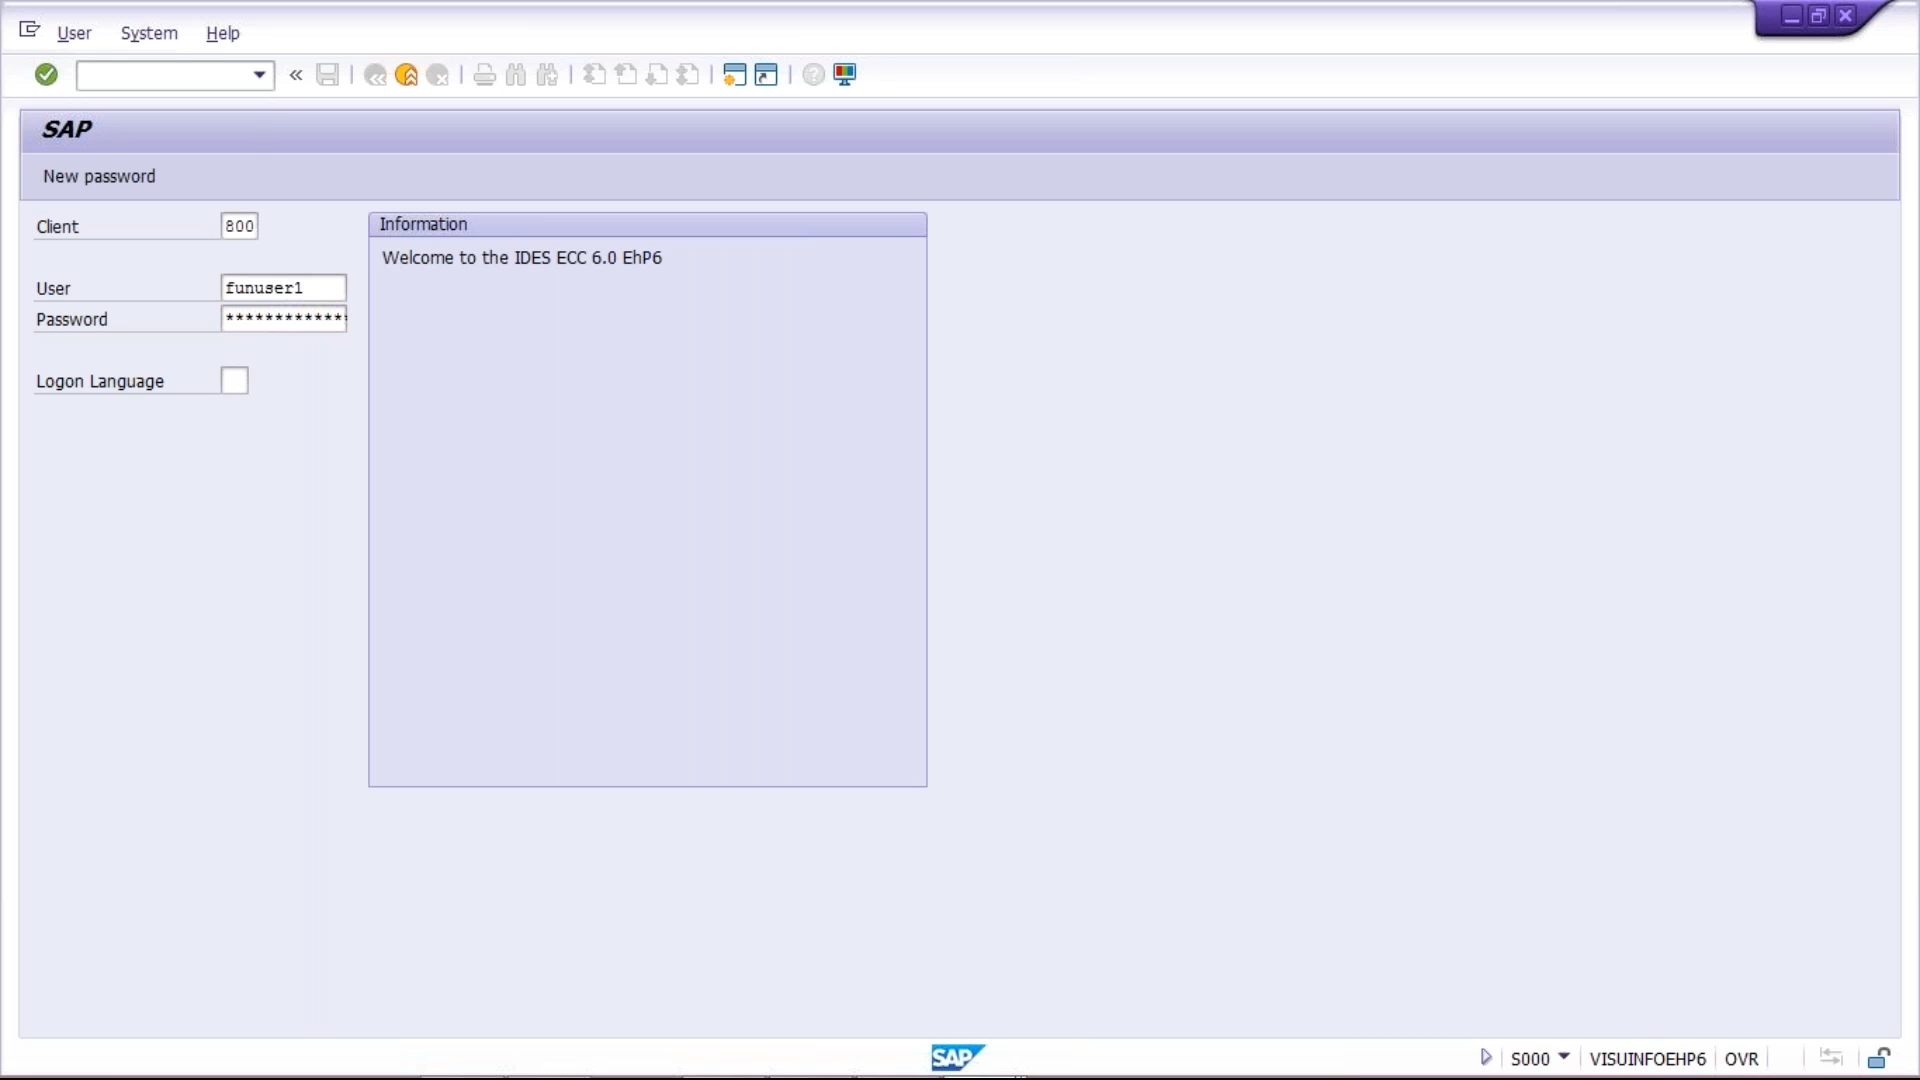 User System Help
SAP
New password
Client 800
Information
Welcome to the IDES ECC 6.0 EhP6
User funuser1
Password *************
Logon Language
SAP
S000 VISUINFOEHP6 OVR